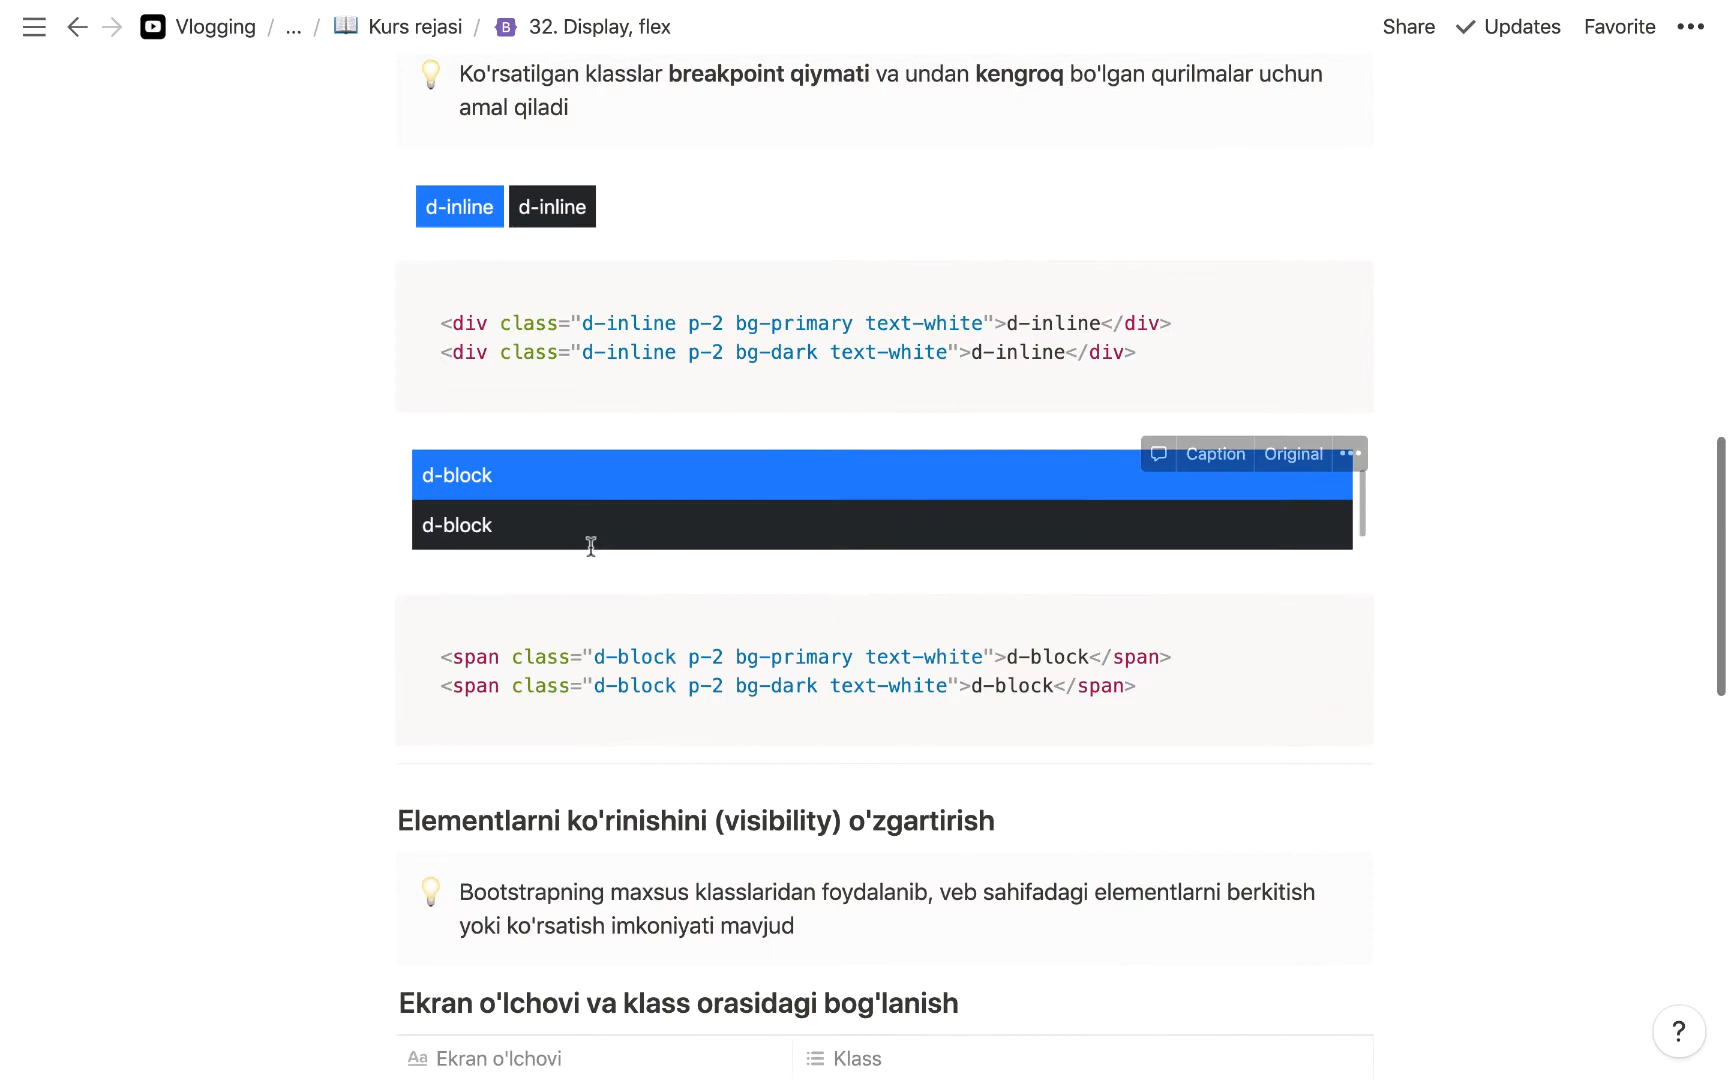 Vlogging / ... / Kurs rejasi / B 32. Display, flex
Share Updates Favorite •••
Ko'rsatilgan klasslar breakpoint qiymati va undan kengroq bo'lgan qurilmalar uchun
amal qiladi
d-inline d-inline
<div class="d-inline p-2 bg-primary text-white">d-inline</div>
<div class="d-inline p-2 bg-dark text-white">d-inline</div>
Caption Original •••
d-block
d-block
<span class="d-block p-2 bg-primary text-white">d-block</span>
<span class="d-block p-2 bg-dark text-white">d-block</span>
Elementlarni ko'rinishini (visibility) o'zgartirish
Bootstrapning maxsus klasslaridan foydalanib, veb sahifadagi elementlarni berkitish
yoki ko'rsatish imkoniyati mavjud
Ekran o'lchovi va klass orasidagi bog'lanish
Aa Ekran o'lchovi Klass
?